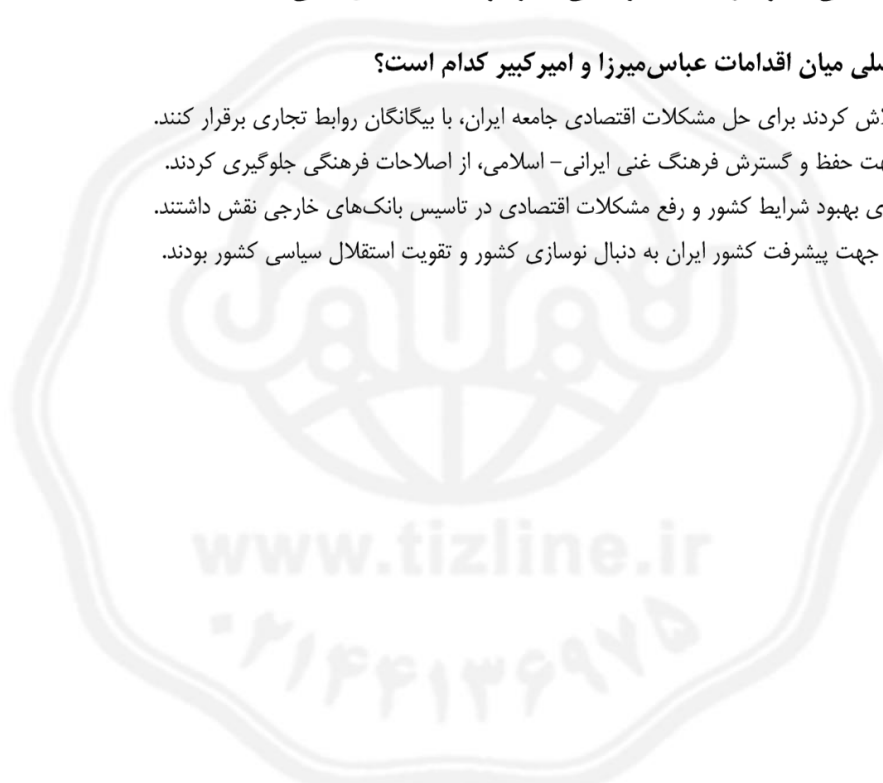 میان اقدامات عباس‌میرزا و امیرکبیر کدام است؟
کردند برای حل مشکلات اقتصادی جامعه ایران، با بیگانگان روابط تجاری برقرار کنند.
حفظ و گسترش فرهنگ غنی ایرانی- اسلامی، از اصلاحات فرهنگی جلوگیری کردند.
بهبود شرایط کشور و رفع مشکلات اقتصادی در تاسیس بانک‌های خارجی نقش داشتند.
جهت پیشرفت کشور ایران به دنبال نوسازی کشور و تقویت استقلال سیاسی کشور بودند.
تیزلاین
www.tizline.ir
۰۲۱۴۴۱۳۶۹۷۵